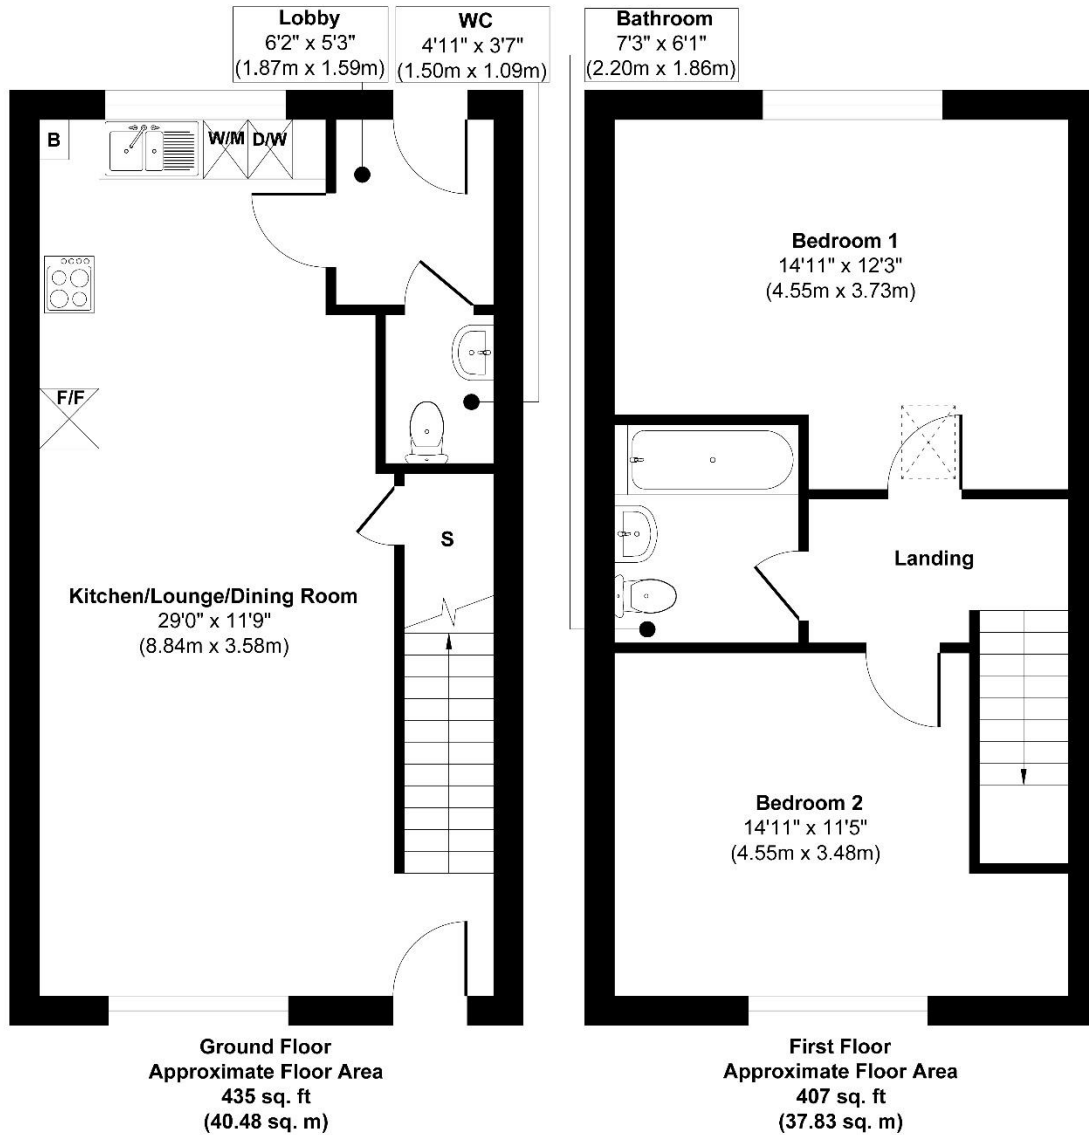 Lobby
6'2" x 5'3"
(1.87m x 1.59m)
WC
4'11" x 3'7"
(1.50m x 1.09m)
Bathroom
7'3" x 6'1"
(2.20m x 1.86m)
B
W/M
D/W
F/F
S
Kitchen/Lounge/Dining Room
29'0" x 11'9"
(8.84m x 3.58m)
Bedroom 1
14'11" x 12'3"
(4.55m x 3.73m)
Landing
Bedroom 2
14'11" x 11'5"
(4.55m x 3.48m)
Ground Floor
Approximate Floor Area
435 sq. ft
(40.48 sq. m)
First Floor
Approximate Floor Area
407 sq. ft
(37.83 sq. m)